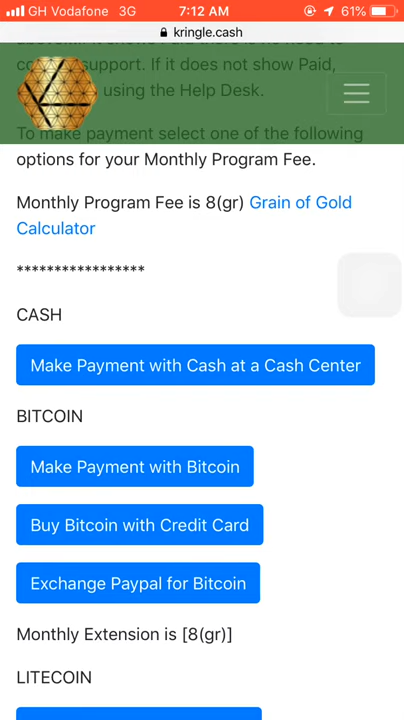 GH Vodafone 3G 7:12 AM 61%
kringle.cash
support. If it does not show Paid,
using the Help Desk.
To make payment select one of the following
options for your Monthly Program Fee.
Monthly Program Fee is 8(gr) Grain of Gold
Calculator
*****************
CASH
Make Payment with Cash at a Cash Center
BITCOIN
Make Payment with Bitcoin
Buy Bitcoin with Credit Card
Exchange Paypal for Bitcoin
Monthly Extension is [8(gr)]
LITECOIN